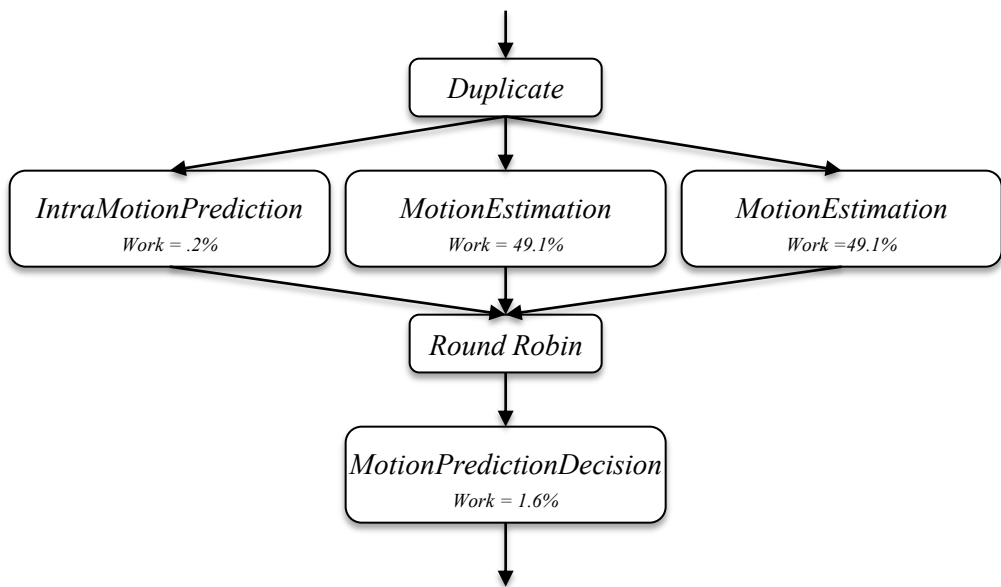 Duplicate
IntraMotionPrediction
Work = .2%
MotionEstimation
Work = 49.1%
MotionEstimation
Work =49.1%
Round Robin
MotionPredictionDecision
Work = 1.6%